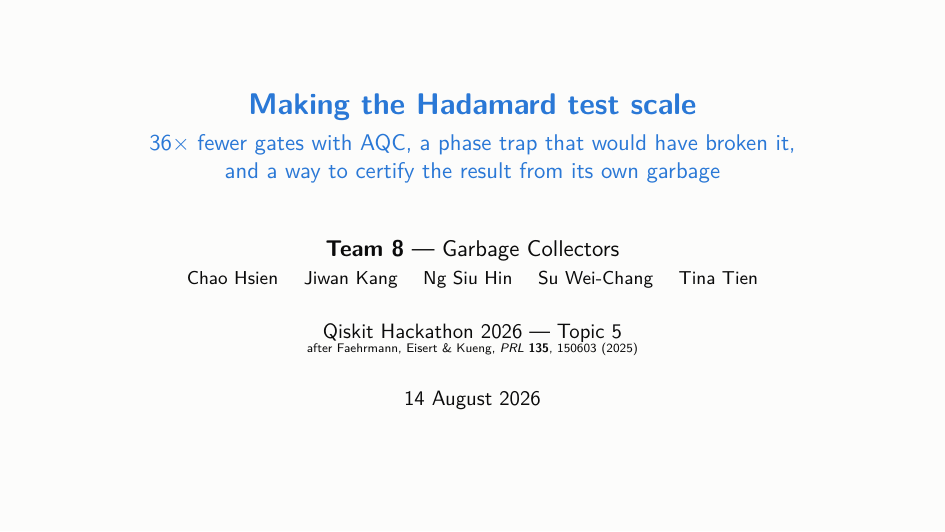 Making the Hadamard test scale
36× fewer gates with AQC, a phase trap that would have broken it,
and a way to certify the result from its own garbage
Team 8 — Garbage Collectors
Chao Hsien Jiwan Kang Ng Siu Hin Su Wei-Chang Tina Tien
Qiskit Hackathon 2026 — Topic 5
after Faehrmann, Eisert & Kueng, PRL 135, 150603 (2025)
14 August 2026